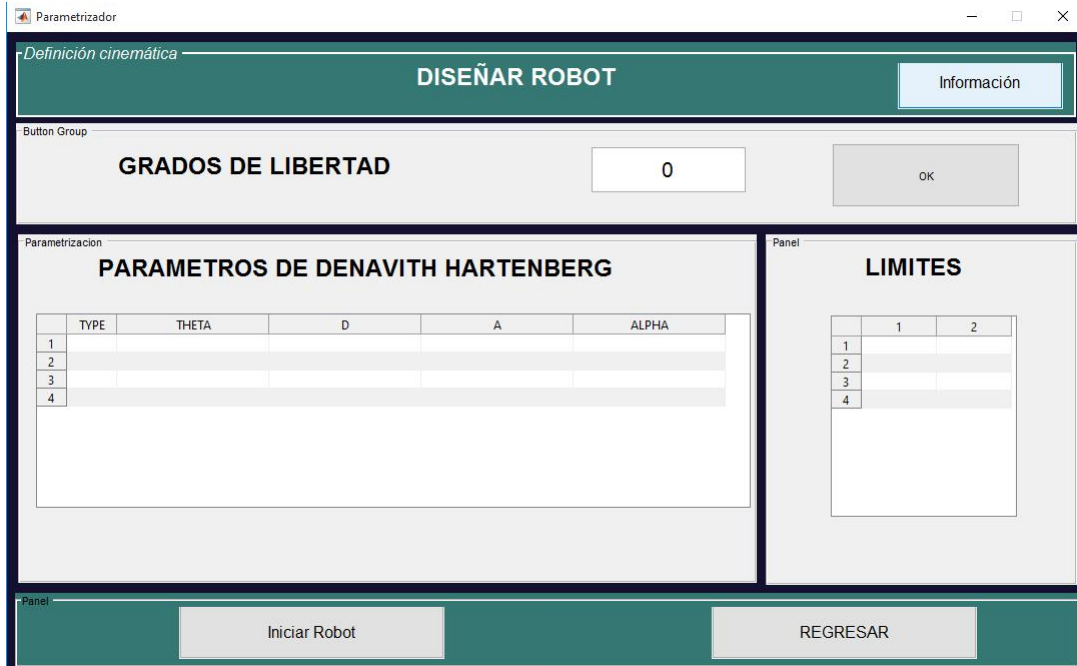 Parametrizador
Definición cinemática
DISEÑAR ROBOT
Información
Button Group
GRADOS DE LIBERTAD
0
OK
Parametrizacion
PARAMETROS DE DENAVITH HARTENBERG
TYPE THETA D A ALPHA
1
2
3
4
Panel
LIMITES
1 2
1
2
3
4
Panel
Iniciar Robot
REGRESAR